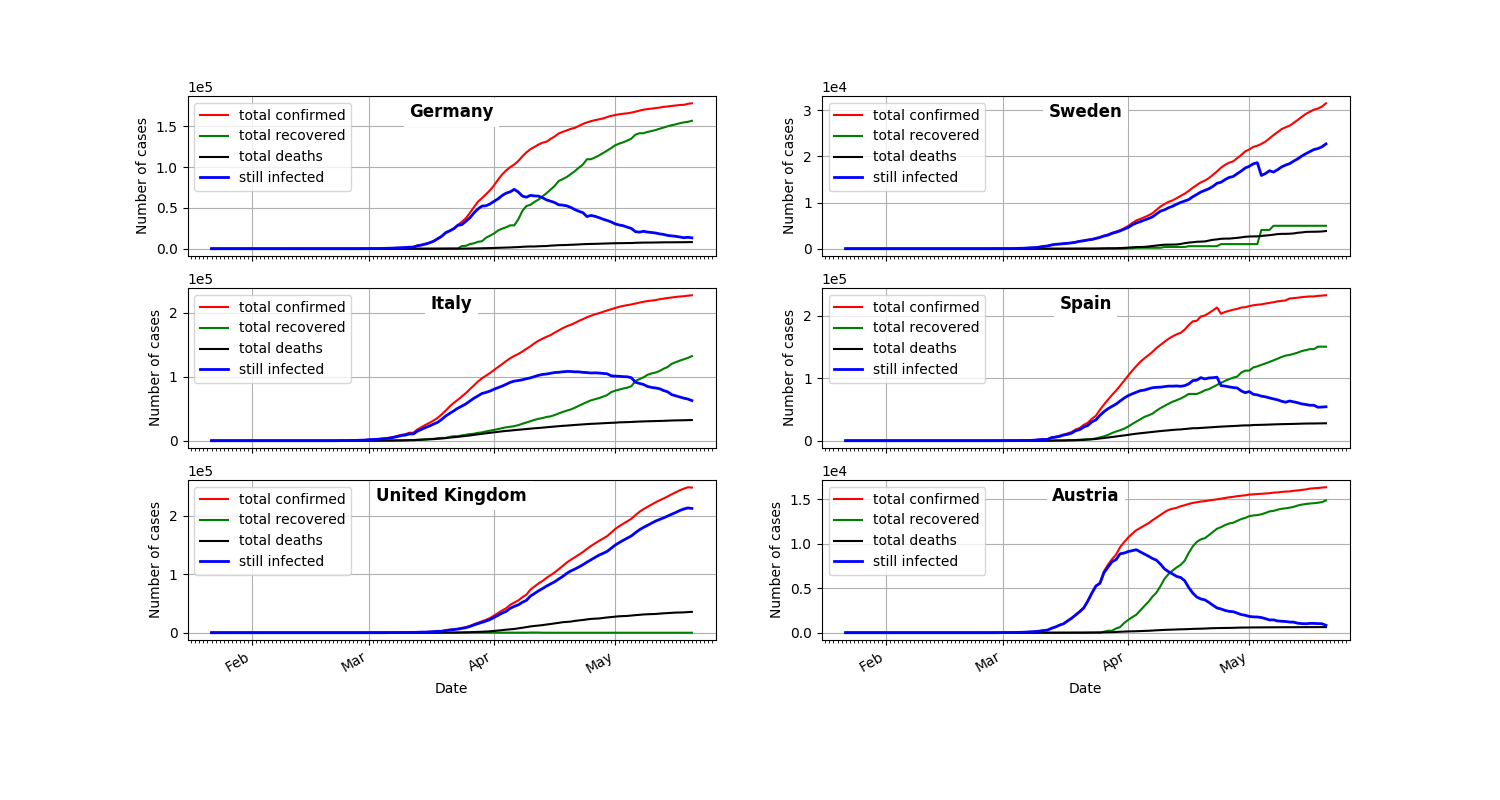 1e5
Germany
total confirmed
total recovered
total deaths
still infected
Number of cases
1.5
1.0
0.5
0.0
1e4
Sweden
total confirmed
total recovered
total deaths
still infected
Number of cases
3
2
1
0
1e5
Italy
total confirmed
total recovered
total deaths
still infected
Number of cases
2
1
0
1e5
Spain
total confirmed
total recovered
total deaths
still infected
Number of cases
2
1
0
1e5
United Kingdom
total confirmed
total recovered
total deaths
still infected
Number of cases
2
1
0
Feb Mar Apr May
Date
1e4
Austria
total confirmed
total recovered
total deaths
still infected
Number of cases
1.5
1.0
0.5
0.0
Feb Mar Apr May
Date